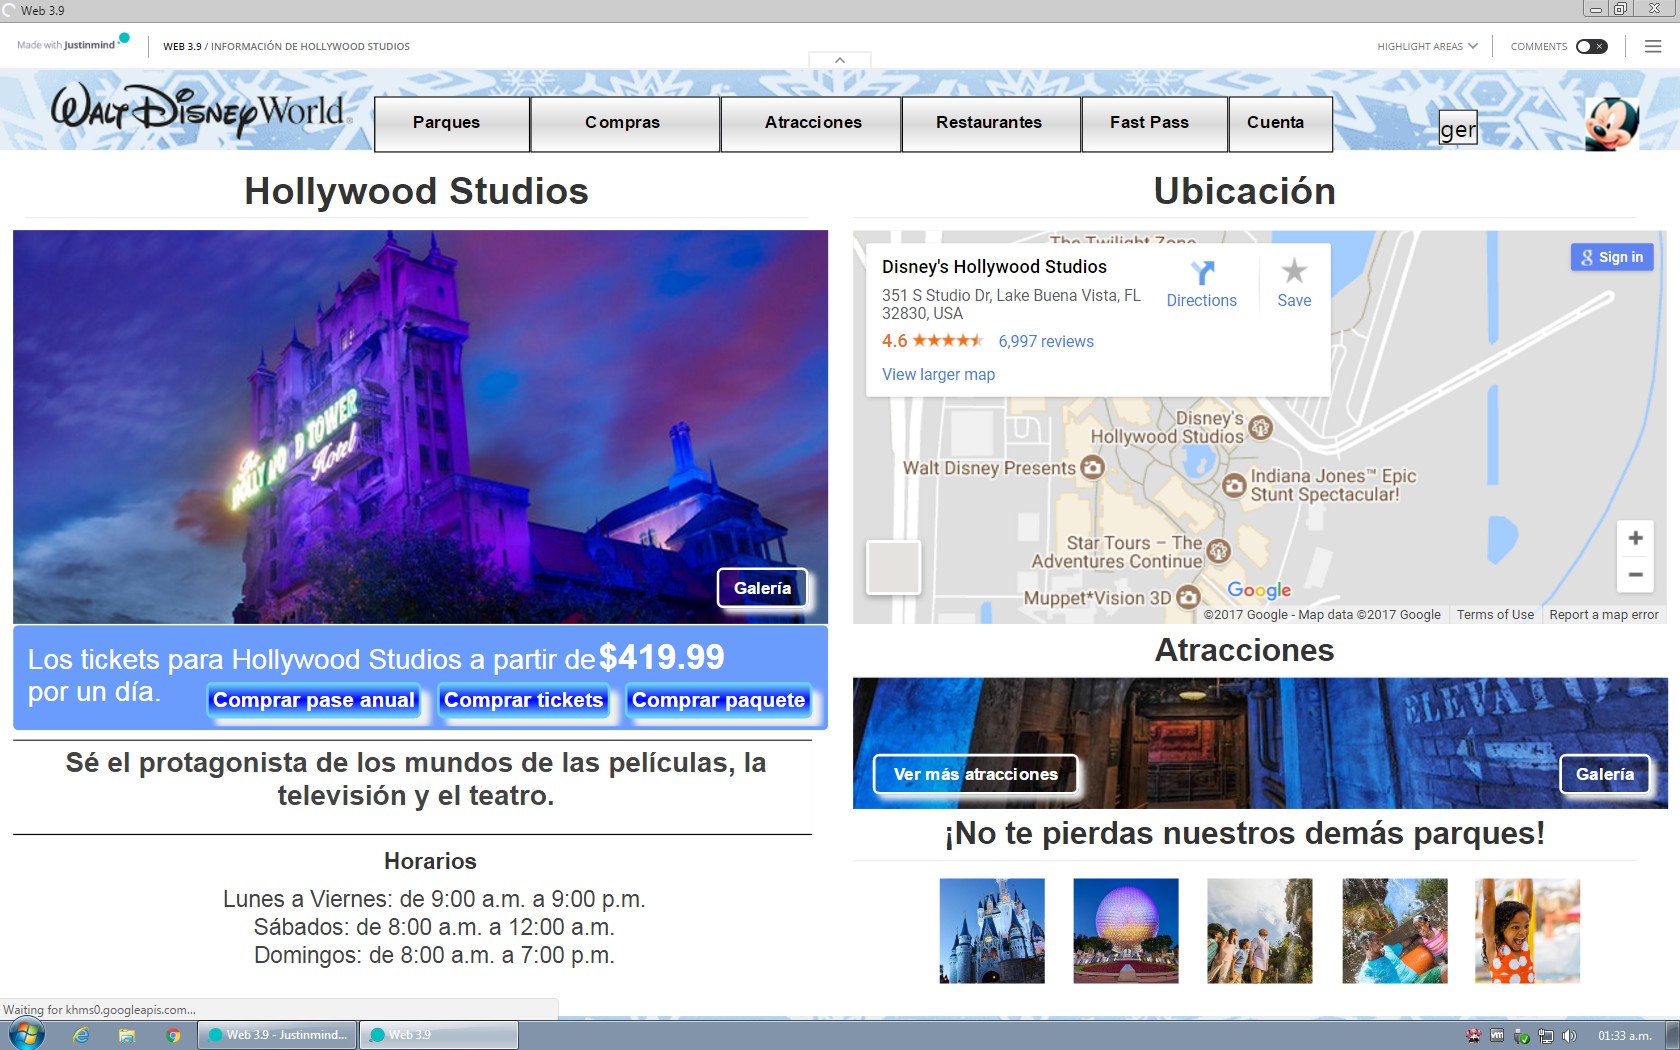 Web 3.9
Made with Justinmind
WEB 3.9 / INFORMACIÓN DE HOLLYWOOD STUDIOS
HIGHLIGHT AREAS
COMMENTS
WALT DISNEY World
Parques
Compras
Atracciones
Restaurantes
Fast Pass
Cuenta
ger
Hollywood Studios
The HOLLYWOOD TOWER
Hotel
Galería
Los tickets para Hollywood Studios a partir de $419.99
por un día.
Comprar pase anual
Comprar tickets
Comprar paquete
Sé el protagonista de los mundos de las películas, la
televisión y el teatro.
Horarios
Lunes a Viernes: de 9:00 a.m. a 9:00 p.m.
Sábados: de 8:00 a.m. a 12:00 a.m.
Domingos: de 8:00 a.m. a 7:00 p.m.
Ubicación
The Twilight Zone
Disney's Hollywood Studios
351 S Studio Dr, Lake Buena Vista, FL
32830, USA
4.6
6,997 reviews
View larger map
Directions
Save
Sign in
Disney's
Hollywood Studios
Walt Disney Presents
Indiana Jones™ Epic
Stunt Spectacular!
Star Tours – The
Adventures Continue
Muppet*Vision 3D
Google
©2017 Google - Map data ©2017 Google
Terms of Use
Report a map error
Atracciones
ELEVATOR
Ver más atracciones
Galería
¡No te pierdas nuestros demás parques!
Waiting for khms0.googleapis.com...
Web 3.9 - Justinmind...
Web 3.9
01:33 a.m.